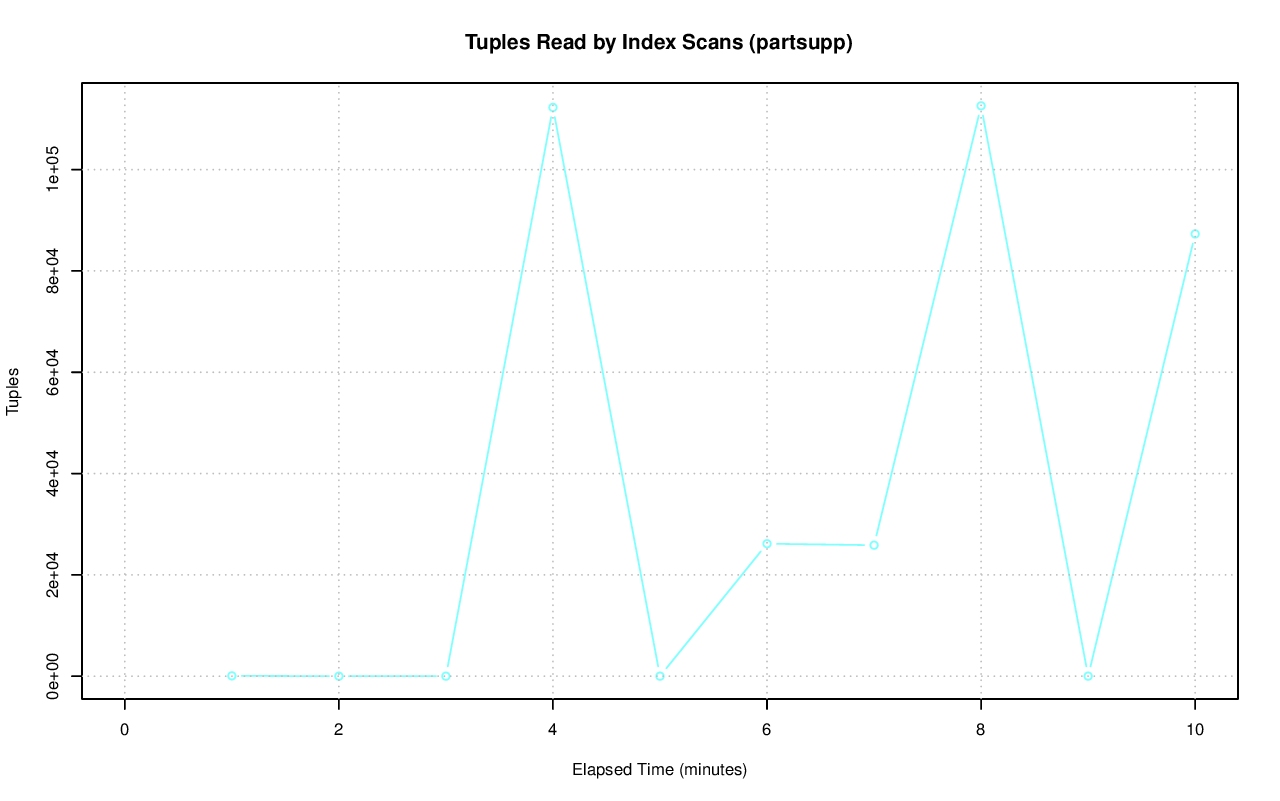 Tuples Read by Index Scans (partsupp)
1e+05
8e+04
6e+04
4e+04
2e+04
0e+00
Tuples
0 2 4 6 8 10
Elapsed Time (minutes)